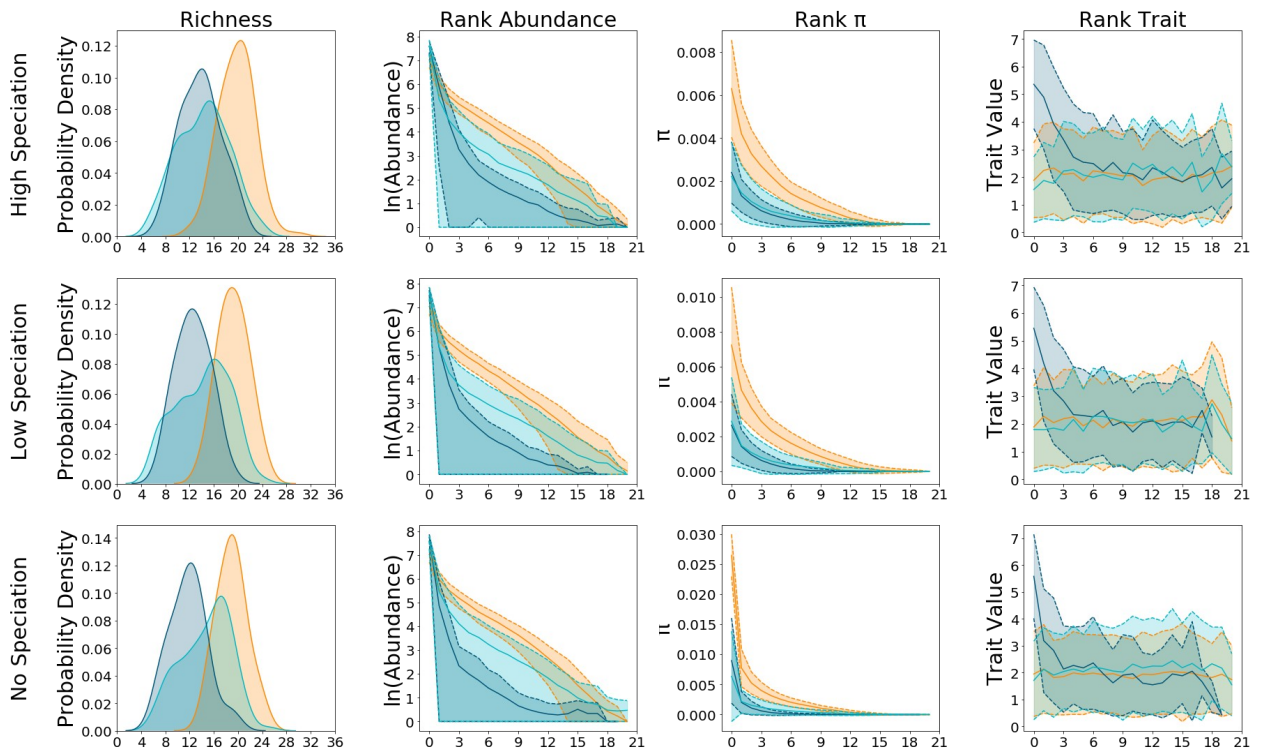 Richness
Rank Abundance
Rank π
Rank Trait
High Speciation
Probability Density
0.12
0.10
0.08
0.06
0.04
0.02
0.00
0 4 8 12 16 20 24 28 32 36
ln(Abundance)
8
7
6
5
4
3
2
1
0
0 3 6 9 12 15 18 21
π
0.008
0.006
0.004
0.002
0.000
0 3 6 9 12 15 18 21
Trait Value
7
6
5
4
3
2
1
0
0 3 6 9 12 15 18 21
Low Speciation
Probability Density
0.12
0.10
0.08
0.06
0.04
0.02
0.00
0 4 8 12 16 20 24 28 32 36
ln(Abundance)
8
7
6
5
4
3
2
1
0
0 3 6 9 12 15 18 21
π
0.010
0.008
0.006
0.004
0.002
0.000
0 3 6 9 12 15 18 21
Trait Value
7
6
5
4
3
2
1
0
0 3 6 9 12 15 18 21
No Speciation
Probability Density
0.14
0.12
0.10
0.08
0.06
0.04
0.02
0.00
0 4 8 12 16 20 24 28 32 36
ln(Abundance)
8
7
6
5
4
3
2
1
0
0 3 6 9 12 15 18 21
π
0.030
0.025
0.020
0.015
0.010
0.005
0.000
0 3 6 9 12 15 18 21
Trait Value
7
6
5
4
3
2
1
0
0 3 6 9 12 15 18 21